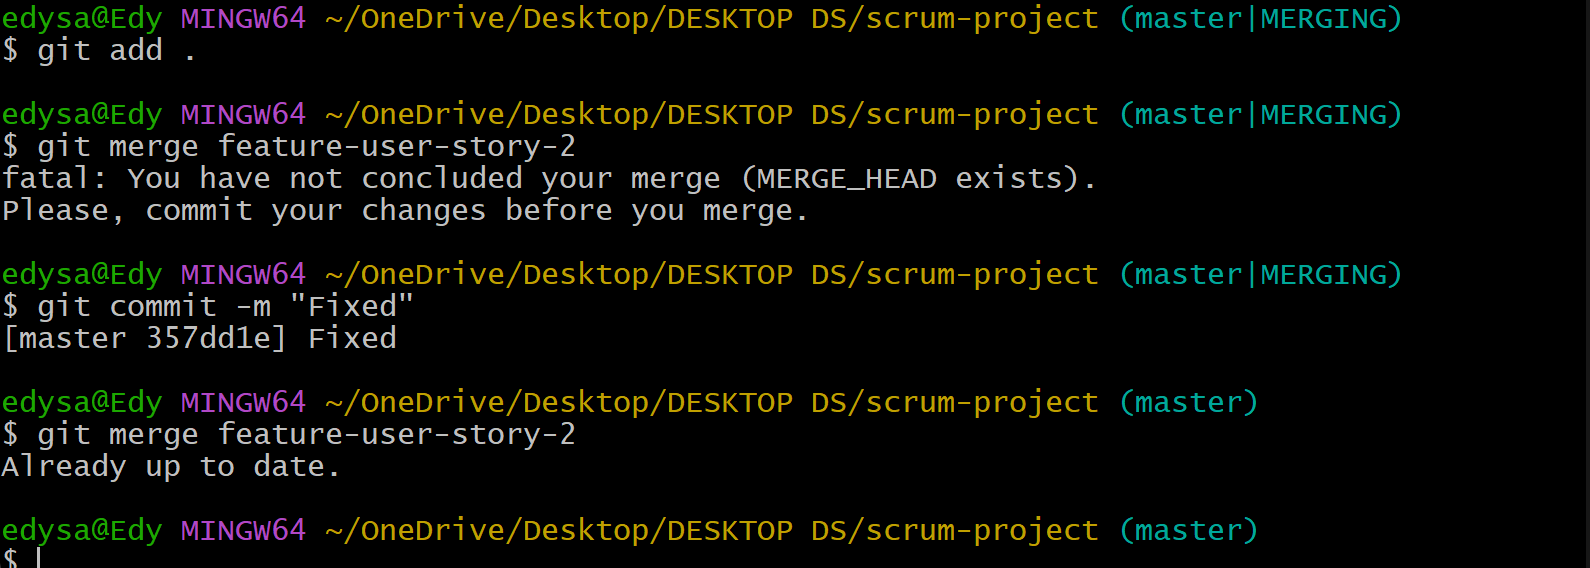 edysa@Edy MINGW64 ~/OneDrive/Desktop/DESKTOP DS/scrum-project (master|MERGING)
$ git add .
edysa@Edy MINGW64 ~/OneDrive/Desktop/DESKTOP DS/scrum-project (master|MERGING)
$ git merge feature-user-story-2
fatal: You have not concluded your merge (MERGE_HEAD exists).
Please, commit your changes before you merge.
edysa@Edy MINGW64 ~/OneDrive/Desktop/DESKTOP DS/scrum-project (master|MERGING)
$ git commit -m "Fixed"
[master 357dd1e] Fixed
edysa@Edy MINGW64 ~/OneDrive/Desktop/DESKTOP DS/scrum-project (master)
$ git merge feature-user-story-2
Already up to date.
edysa@Edy MINGW64 ~/OneDrive/Desktop/DESKTOP DS/scrum-project (master)
$